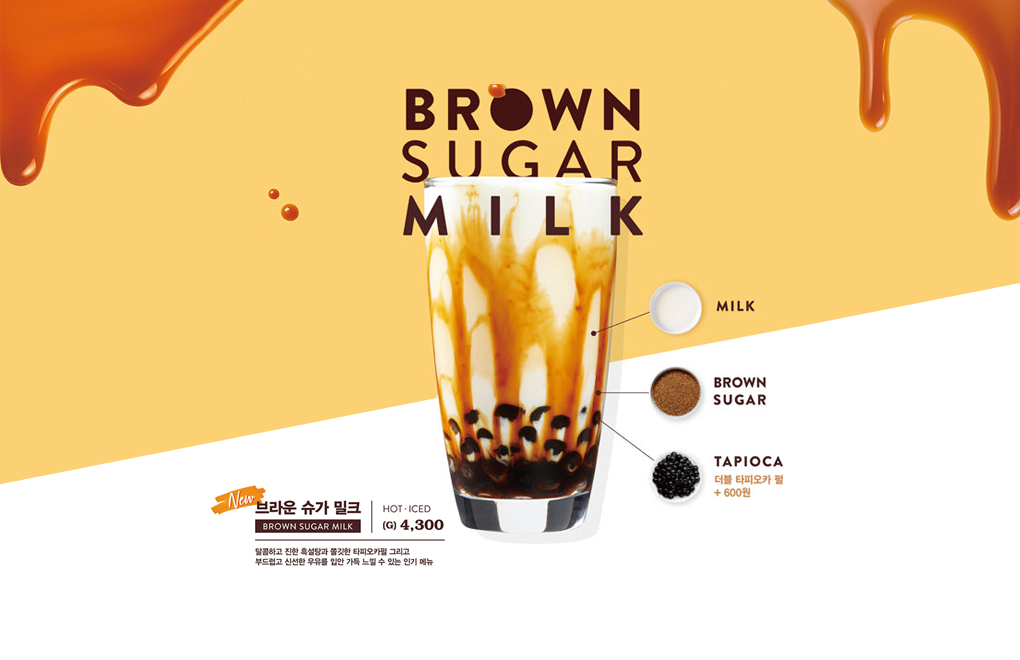 BROWN
SUGAR
MILK
MILK
BROWN
SUGAR
TAPIOCA
더블 타피오카 펄
+ 600원
New
브라운 슈가 밀크
BROWN SUGAR MILK
HOT · ICED
(G) 4,300
달콤하고 진한 흑설탕과 쫄깃한 타피오카펄 그리고
부드럽고 신선한 우유를 입안 가득 느낄 수 있는 인기 메뉴